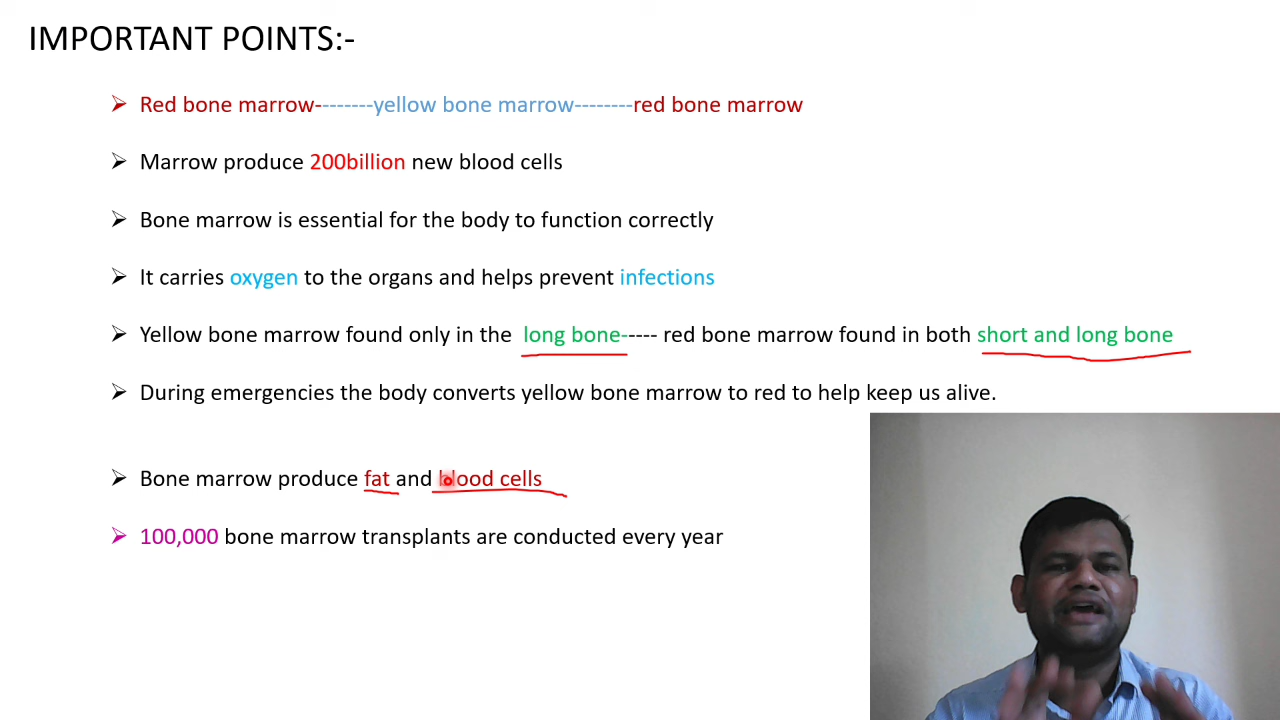 IMPORTANT POINTS:-
Red bone marrow--------yellow bone marrow--------red bone marrow
Marrow produce 200billion new blood cells
Bone marrow is essential for the body to function correctly
It carries oxygen to the organs and helps prevent infections
Yellow bone marrow found only in the long bone----- red bone marrow found in both short and long bone
During emergencies the body converts yellow bone marrow to red to help keep us alive.
Bone marrow produce fat and blood cells
100,000 bone marrow transplants are conducted every year